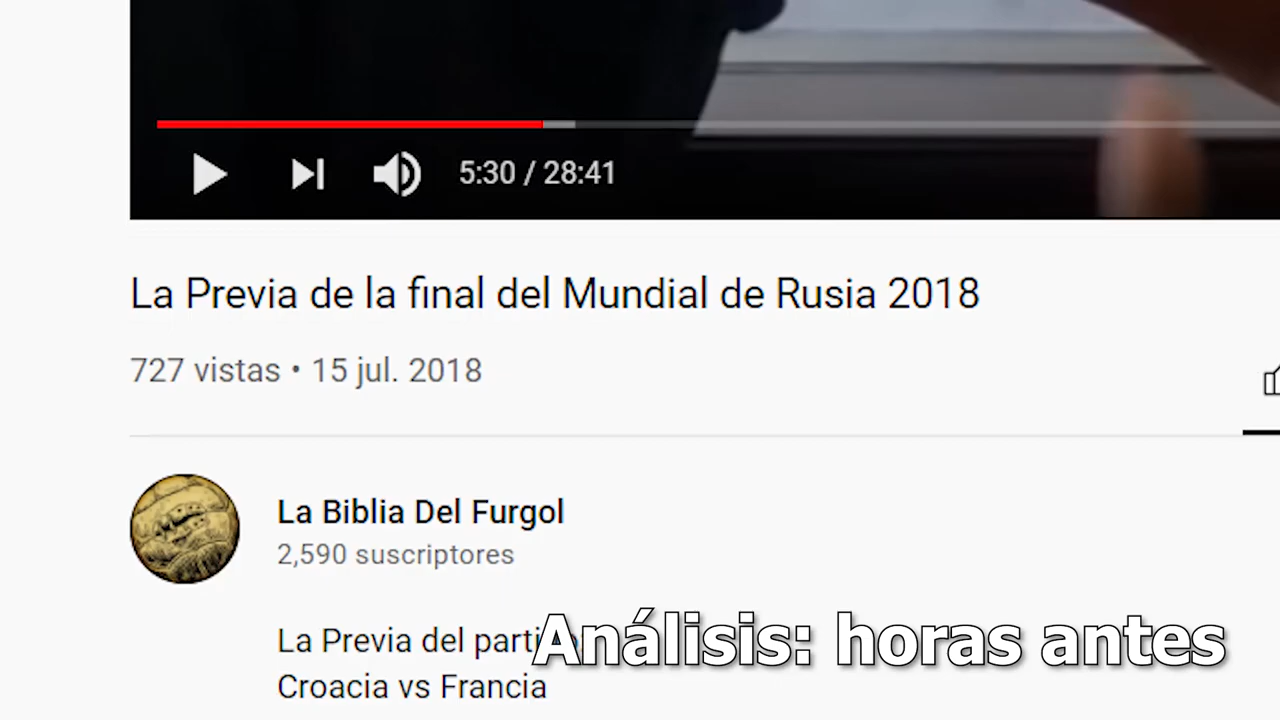 5:30 / 28:41
La Previa de la final del Mundial de Rusia 2018
727 vistas • 15 jul. 2018
La Biblia Del Furgol
2,590 suscriptores
La Previa del
Análisis: horas antes
Croacia vs Francia